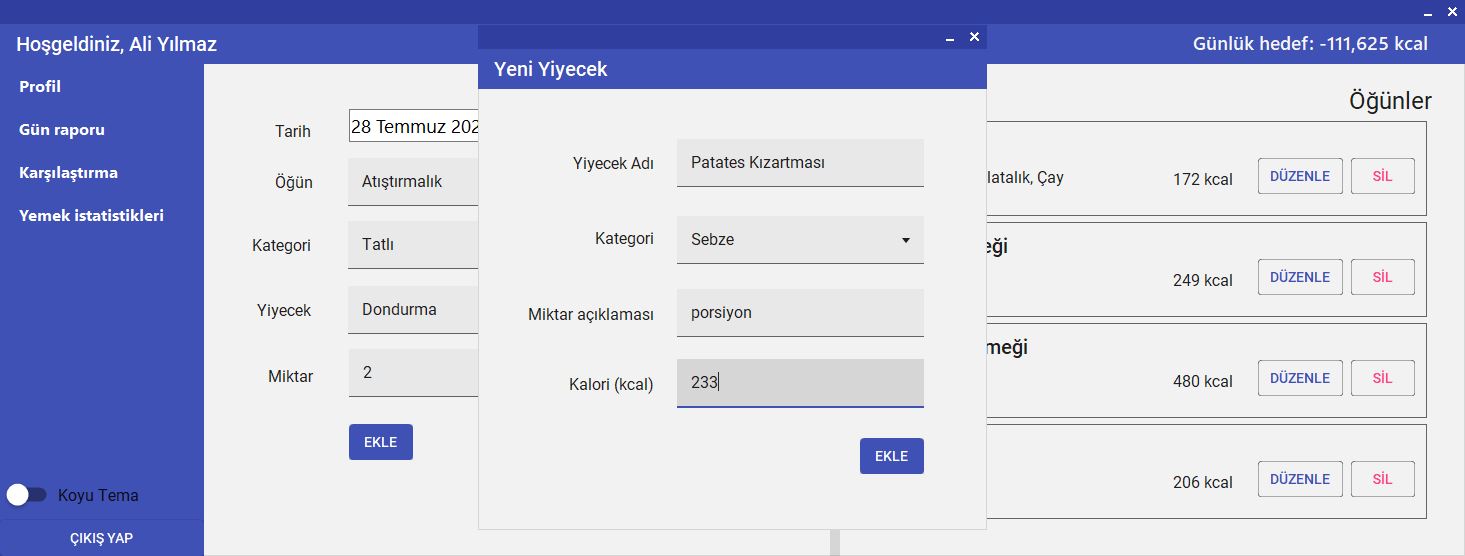 Hoşgeldiniz, Ali Yılmaz
Günlük hedef: -111,625 kcal
Profil
Gün raporu
Karşılaştırma
Yemek istatistikleri
Koyu Tema
ÇIKIŞ YAP
Tarih
28 Temmuz 202
Öğün
Atıştırmalık
Kategori
Tatlı
Yiyecek
Dondurma
Miktar
2
EKLE
Yeni Yiyecek
Yiyecek Adı
Patates Kızartması
Kategori
Sebze
Miktar açıklaması
porsiyon
Kalori (kcal)
233
EKLE
Öğünler
latalık, Çay
172 kcal
DÜZENLE
SİL
eği
249 kcal
DÜZENLE
SİL
meği
480 kcal
DÜZENLE
SİL
206 kcal
DÜZENLE
SİL